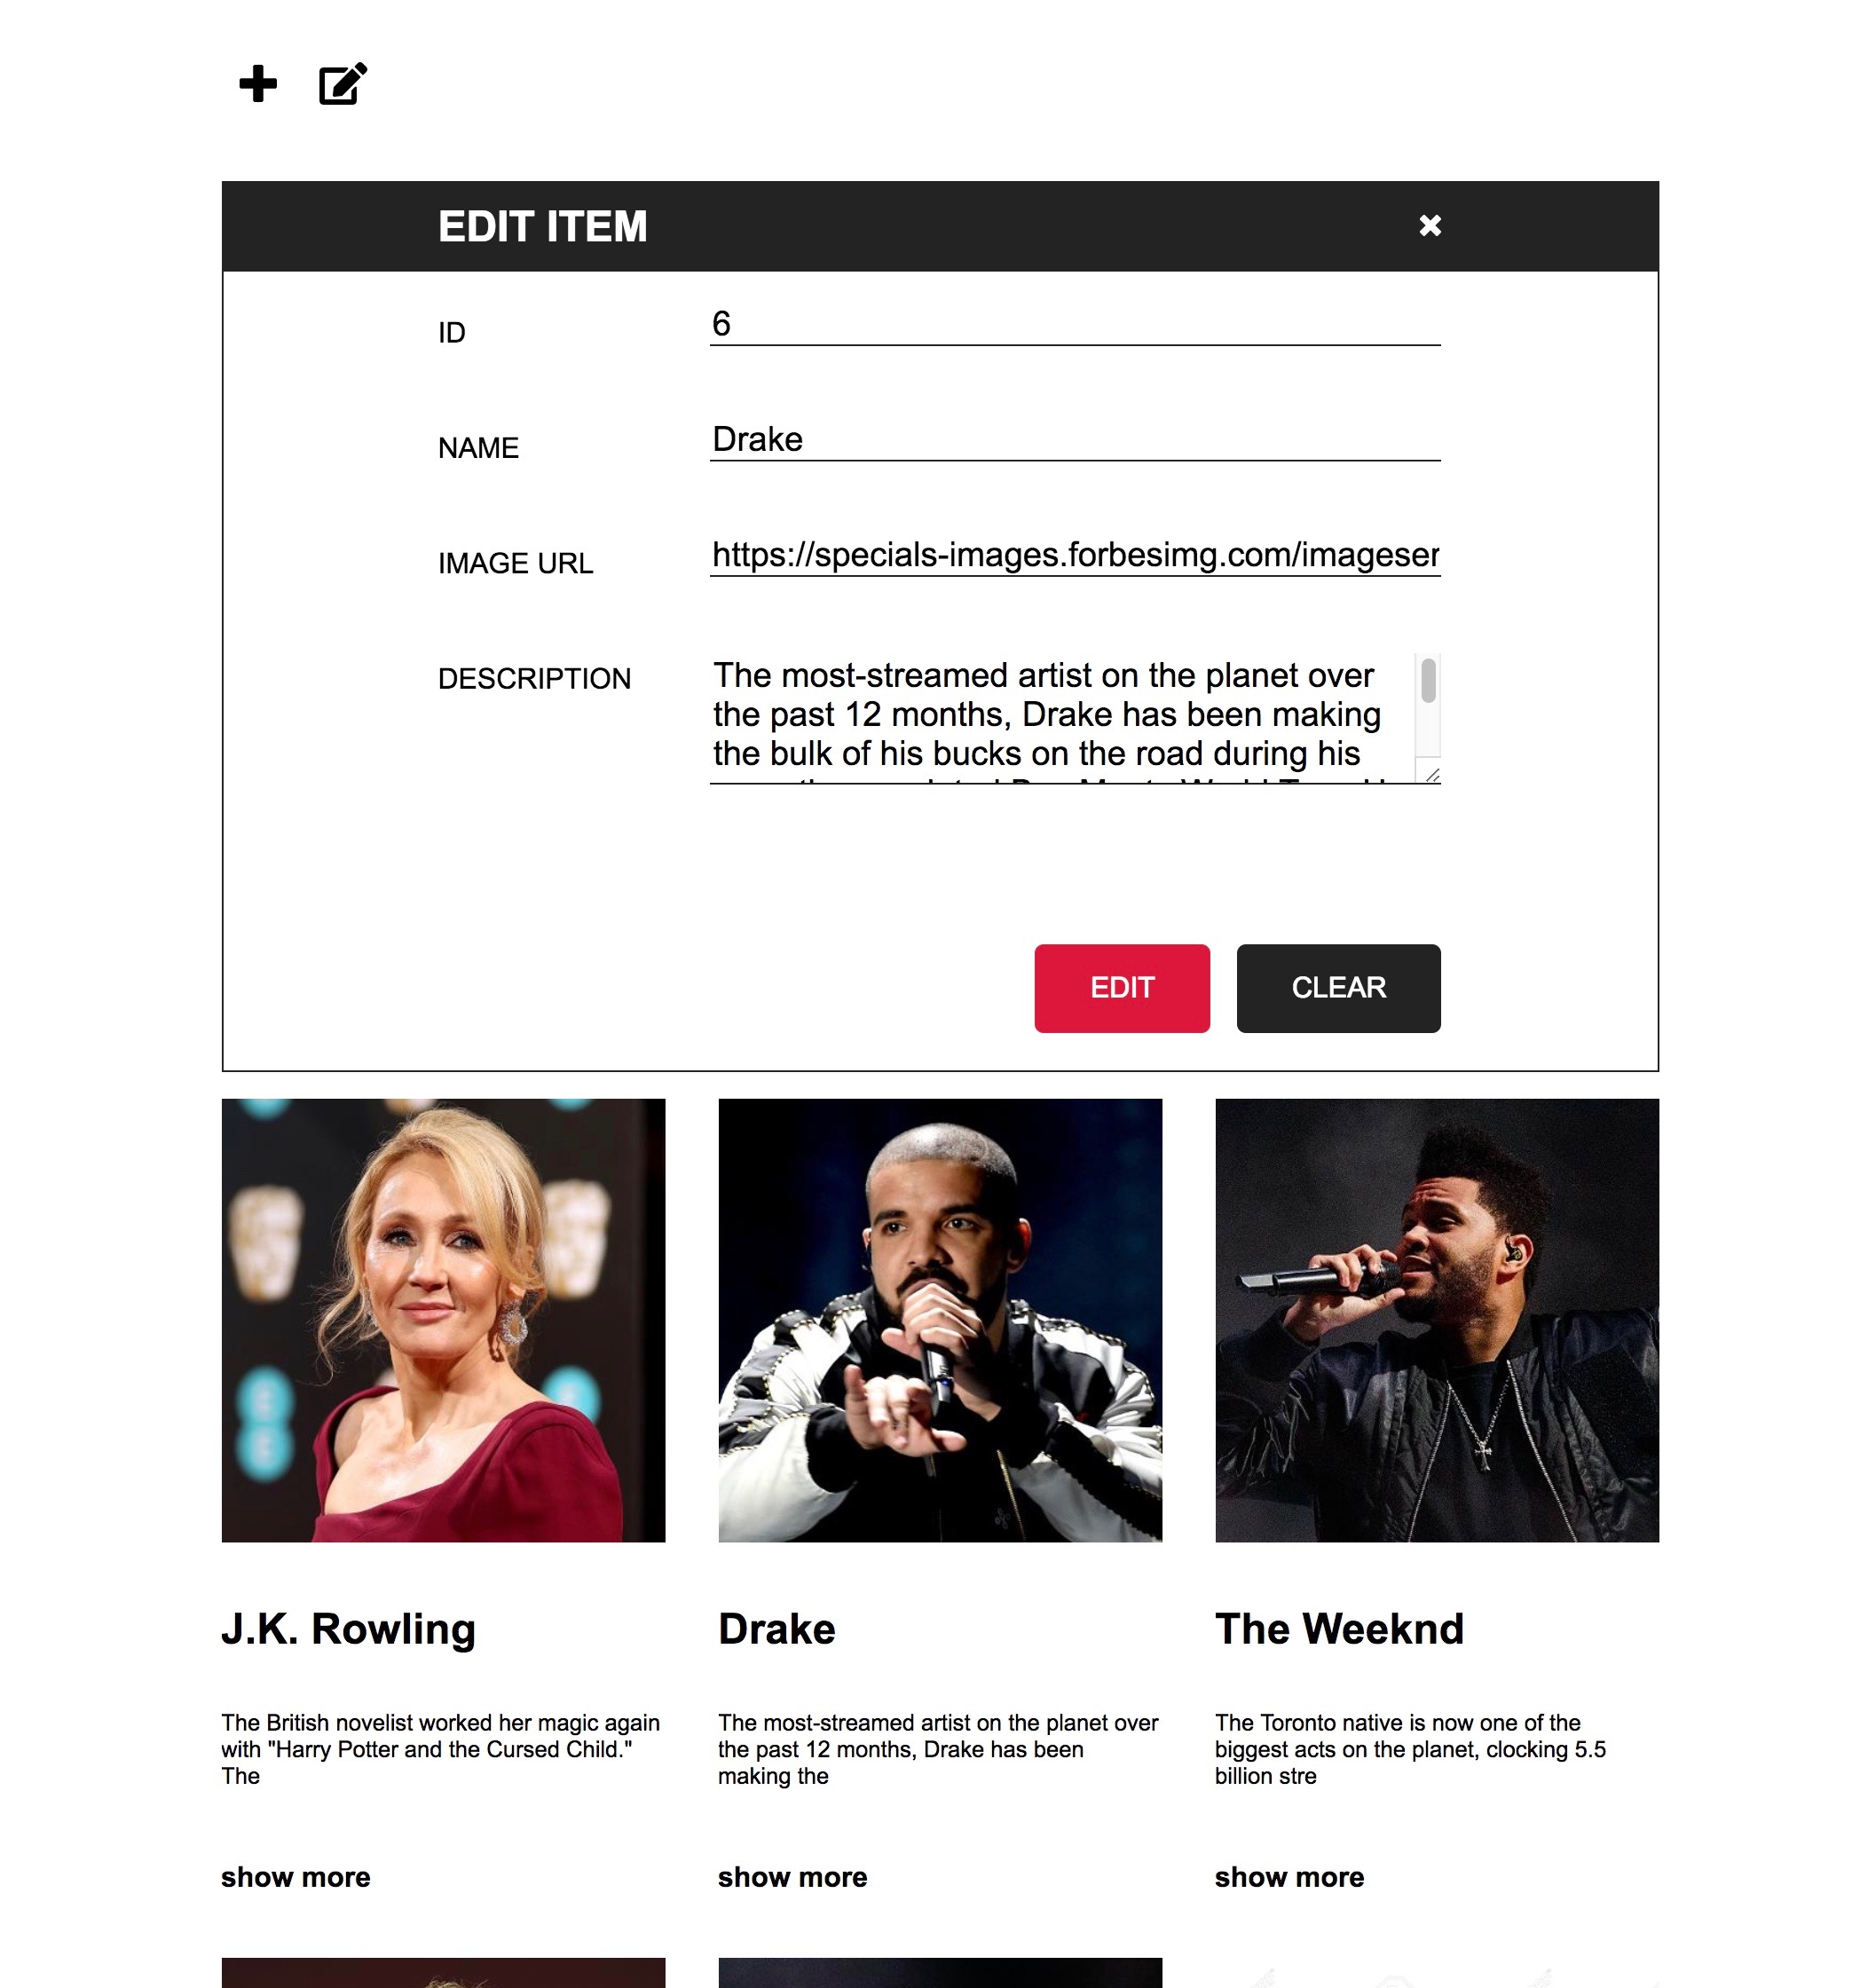 EDIT ITEM
ID
6
NAME
Drake
IMAGE URL
https://specials-images.forbesimg.com/imageser
DESCRIPTION
The most-streamed artist on the planet over
the past 12 months, Drake has been making
the bulk of his bucks on the road during his
EDIT
CLEAR
J.K. Rowling
Drake
The Weeknd
The British novelist worked her magic again
with "Harry Potter and the Cursed Child."
The
The most-streamed artist on the planet over
the past 12 months, Drake has been
making the
The Toronto native is now one of the
biggest acts on the planet, clocking 5.5
billion stre
show more
show more
show more